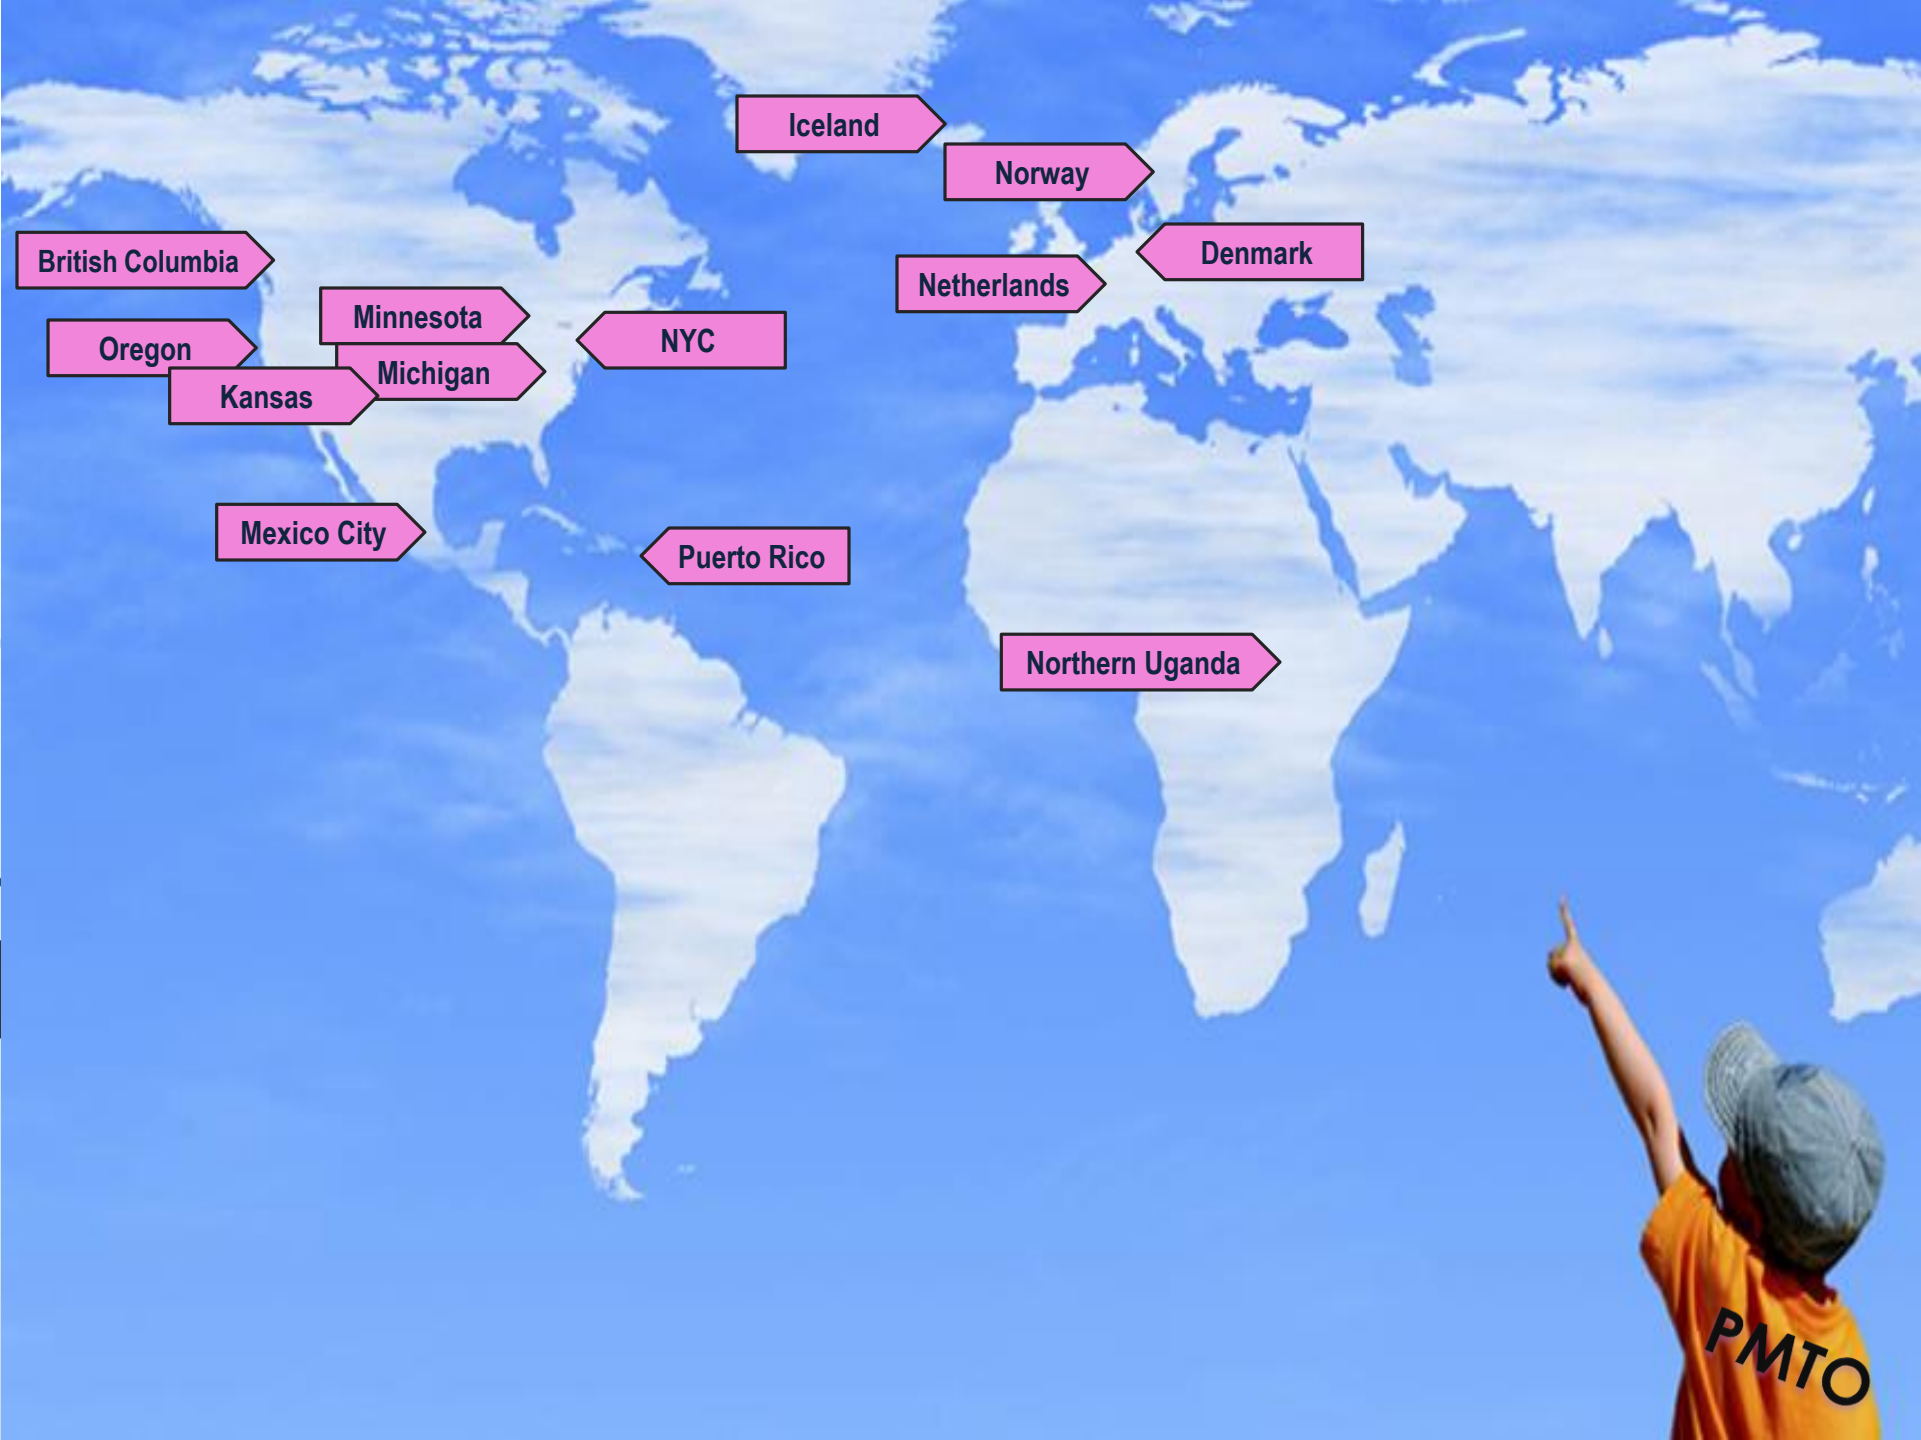 Iceland
Norway
Denmark
British Columbia
Netherlands
Minnesota
NYC
Oregon
Michigan
Kansas
Mexico City
Puerto Rico
Northern Uganda
PMTO